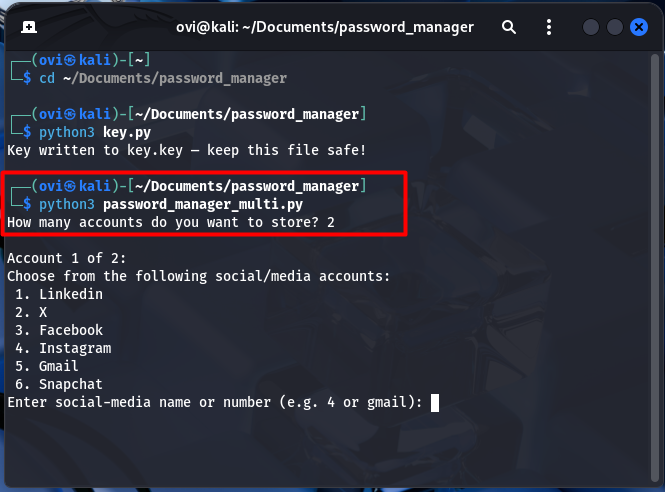 ovi@kali: ~/Documents/password_manager
┌──(ovi㉿kali)-[~]
└─$ cd ~/Documents/password_manager
┌──(ovi㉿kali)-[~/Documents/password_manager]
└─$ python3 key.py
Key written to key.key — keep this file safe!
┌──(ovi㉿kali)-[~/Documents/password_manager]
└─$ python3 password_manager_multi.py
How many accounts do you want to store? 2
Account 1 of 2:
Choose from the following social/media accounts:
1. Linkedin
2. X
3. Facebook
4. Instagram
5. Gmail
6. Snapchat
Enter social-media name or number (e.g. 4 or gmail):